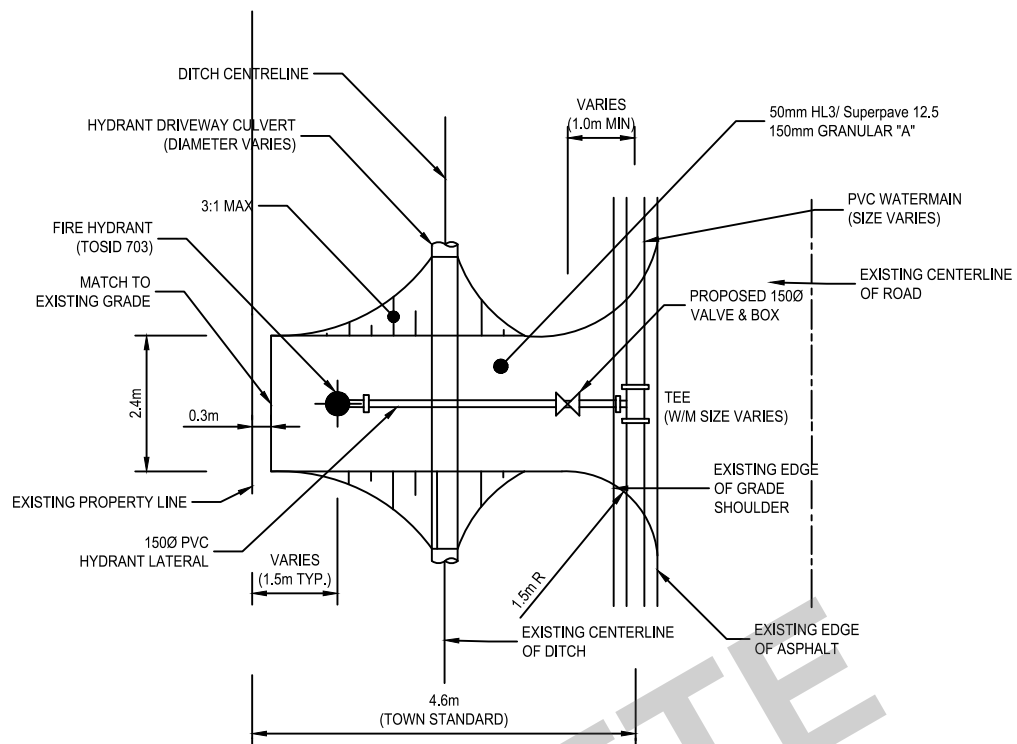 DITCH CENTRELINE
HYDRANT DRIVEWAY CULVERT
(DIAMETER VARIES)
VARIES
(1.0m MIN)
50mm HL3/ Superpave 12.5
150mm GRANULAR "A"
3:1 MAX
PVC WATERMAIN
(SIZE VARIES)
FIRE HYDRANT
(TOSID 703)
MATCH TO
EXISTING GRADE
EXISTING CENTERLINE
OF ROAD
PROPOSED 150Ø
VALVE & BOX
2.4m
0.3m
TEE
(W/M SIZE VARIES)
EXISTING PROPERTY LINE
EXISTING EDGE
OF GRADE
SHOULDER
150Ø PVC
HYDRANT LATERAL
VARIES
(1.5m TYP.)
1.5m R
EXISTING CENTERLINE
OF DITCH
EXISTING EDGE
OF ASPHALT
4.6m
(TOWN STANDARD)